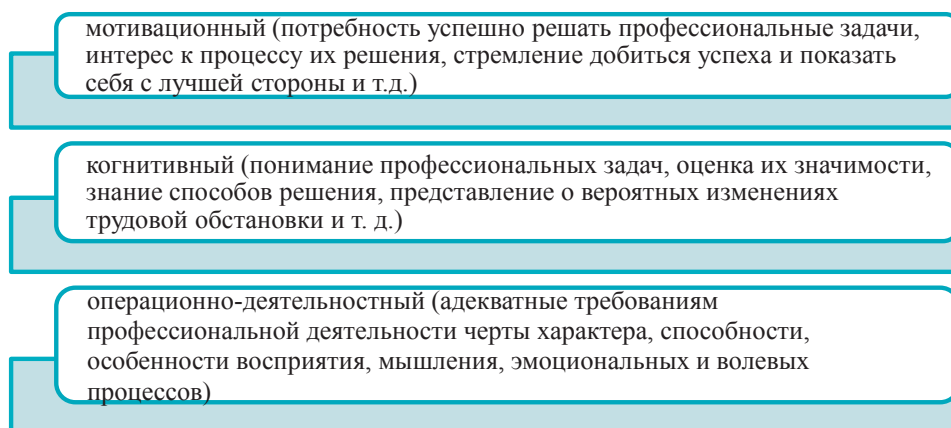 мотивационный (потребность успешно решать профессиональные задачи,
интерес к процессу их решения, стремление добиться успеха и показать
себя с лучшей стороны и т.д.)
когнитивный (понимание профессиональных задач, оценка их значимости,
знание способов решения, представление о вероятных изменениях
трудовой обстановки и т. д.)
операционно-деятельностный (адекватные требованиям
профессиональной деятельности черты характера, способности,
особенности восприятия, мышления, эмоциональных и волевых
процессов)